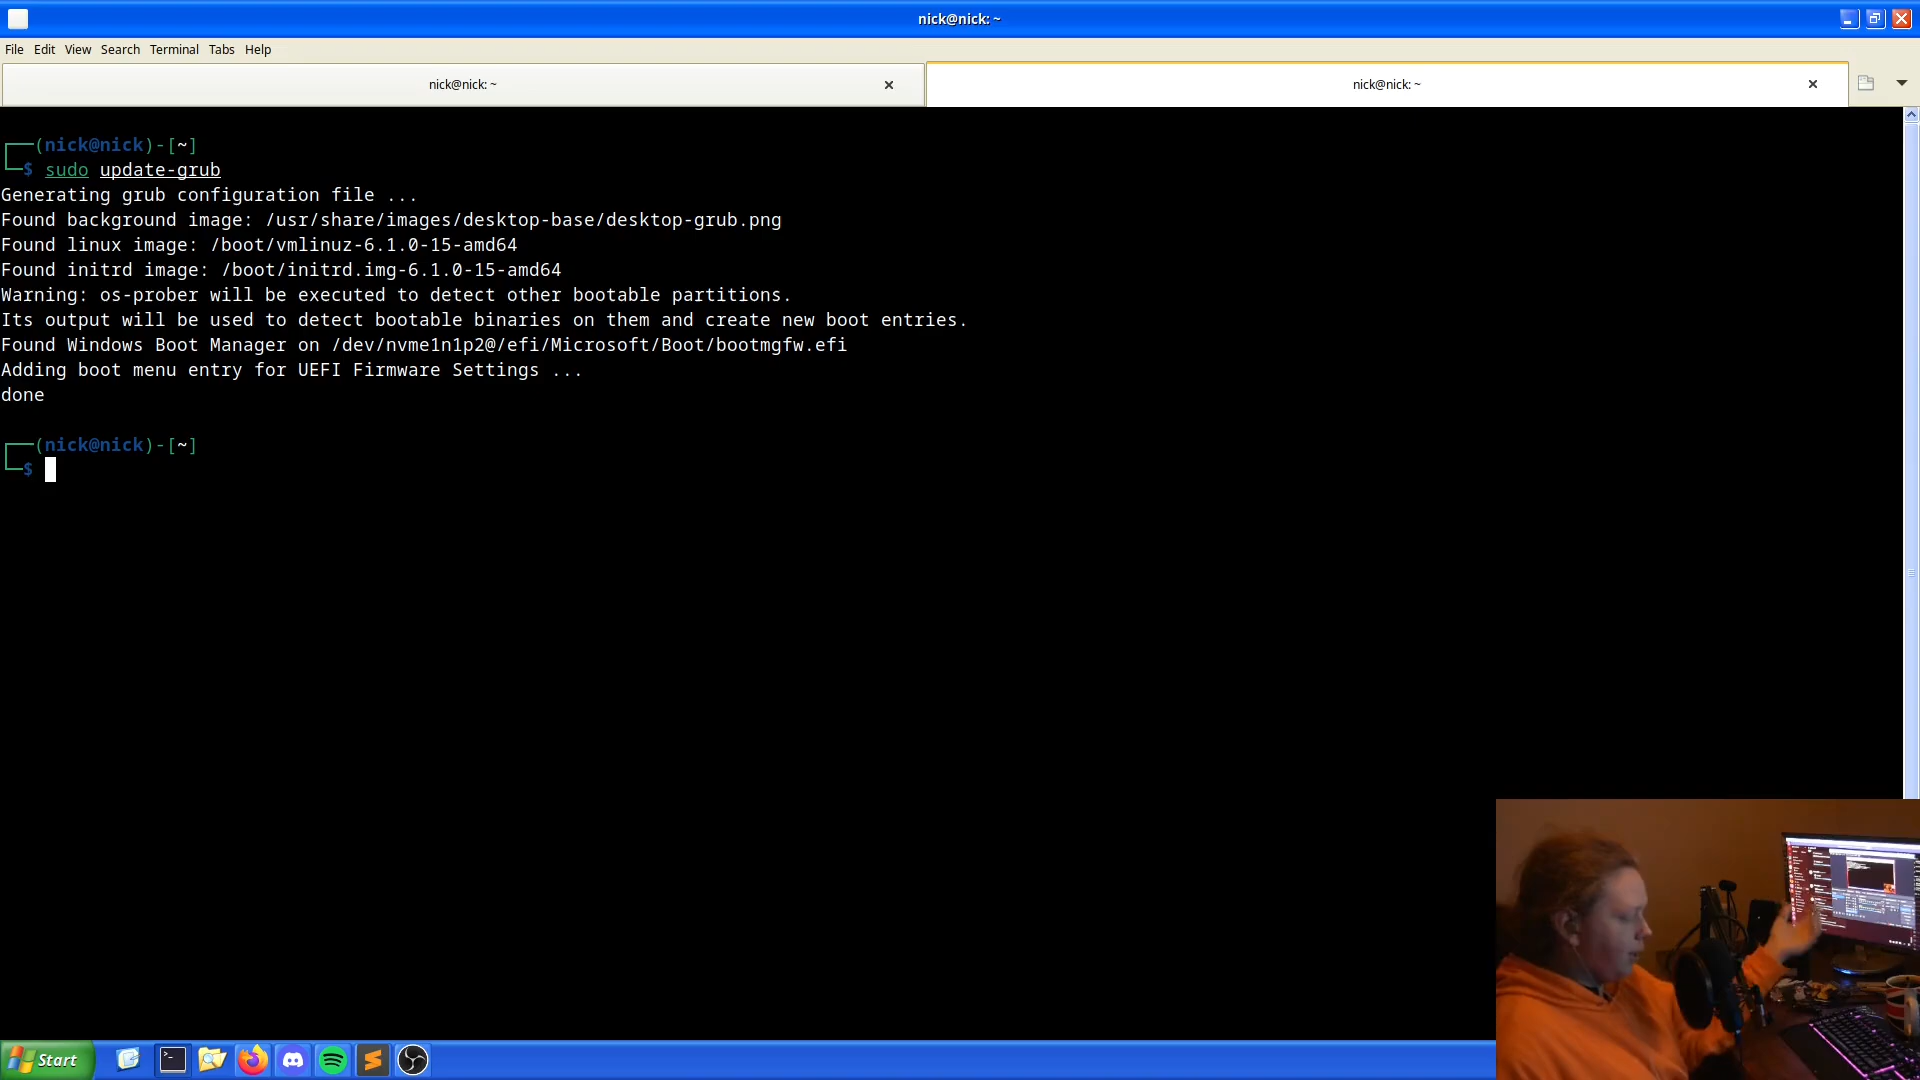 nick@nick: ~
File Edit View Search Terminal Tabs Help
nick@nick: ~
nick@nick: ~
(nick@nick)-[~]
$ sudo update-grub
Generating grub configuration file ...
Found background image: /usr/share/images/desktop-base/desktop-grub.png
Found linux image: /boot/vmlinuz-6.1.0-15-amd64
Found initrd image: /boot/initrd.img-6.1.0-15-amd64
Warning: os-prober will be executed to detect other bootable partitions.
Its output will be used to detect bootable binaries on them and create new boot entries.
Found Windows Boot Manager on /dev/nvme1n1p2@/efi/Microsoft/Boot/bootmgfw.efi
Adding boot menu entry for UEFI Firmware Settings ...
done
(nick@nick)-[~]
$
Start